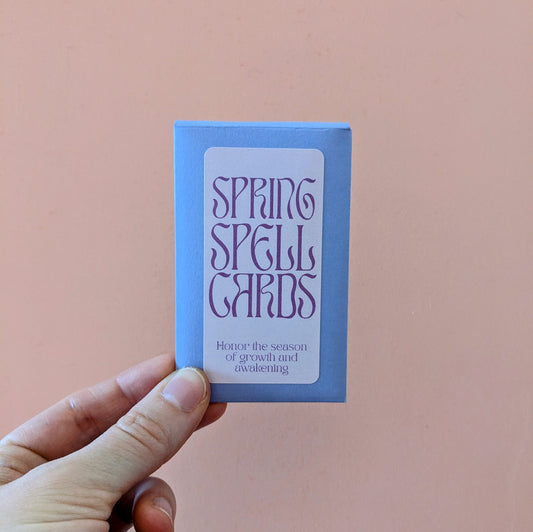 SPRING
SPELL
CARDS
Honor the season
of growth and
awakening